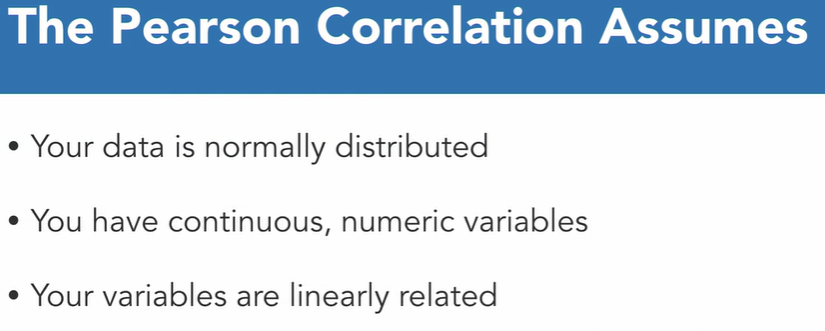 The Pearson Correlation Assumes
• Your data is normally distributed
• You have continuous, numeric variables
• Your variables are linearly related